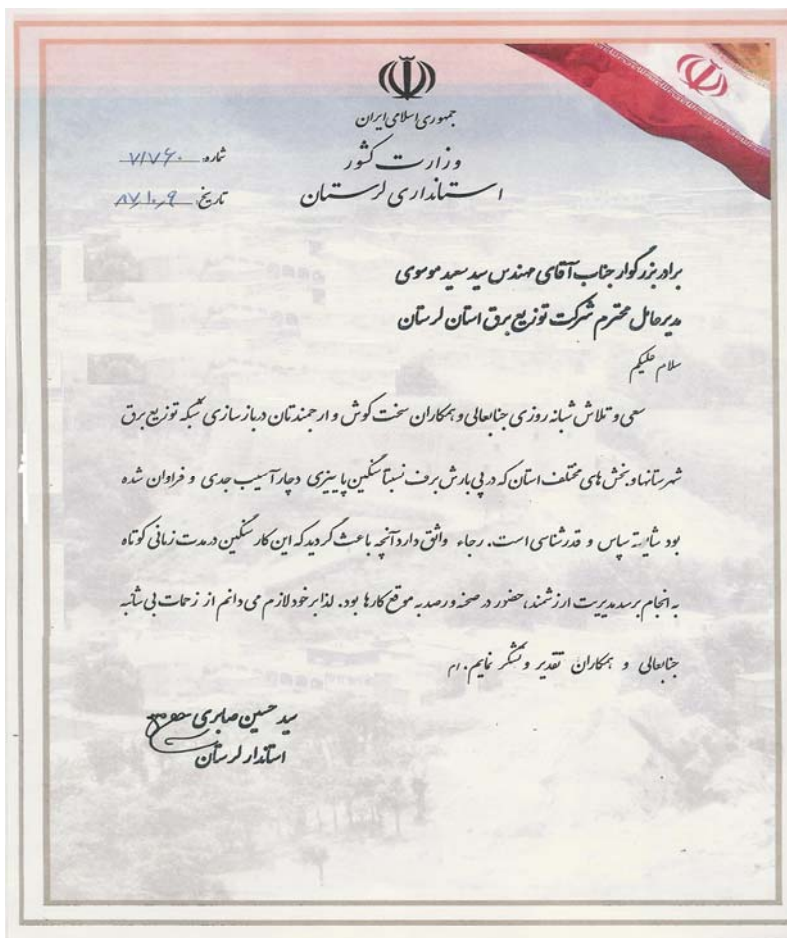 جمهوری اسلامی ایران
وزارت کشور
استانداری لرستان
شماره: ۷۱۷۶۰
تاریخ: ۸۷٫۱۰٫۹
برادر بزرگوار جناب آقای مهندس سید سعید موسوی
مدیرعامل محترم شرکت توزیع برق استان لرستان
سلام علیکم
سعی و تلاش شبانه روزی جنابعالی و همکاران سخت کوش و ارجمندتان در بازسازی شبکه توزیع برق
شهرستانها و بخش های مختلف استان که در پی بارش برف نسبتا سنگین پاییزی دچار آسیب جدی و فراوان شده
بود شایسته سپاس و قدرشناسی است. رجاء واثق دارد آنچه باعث گردید که این کار سنگین در مدت زمانی کوتاه
به انجام برسد مدیریت ارزشمند، حضور در صحنه و رصد به موقع کارها بود. لذا بر خود لازم می دانم از زحمات بی شائبه
جنابعالی و همکاران تقدیر و تشکر نمایم. ام
سید حسین صابری
استاندار لرستان